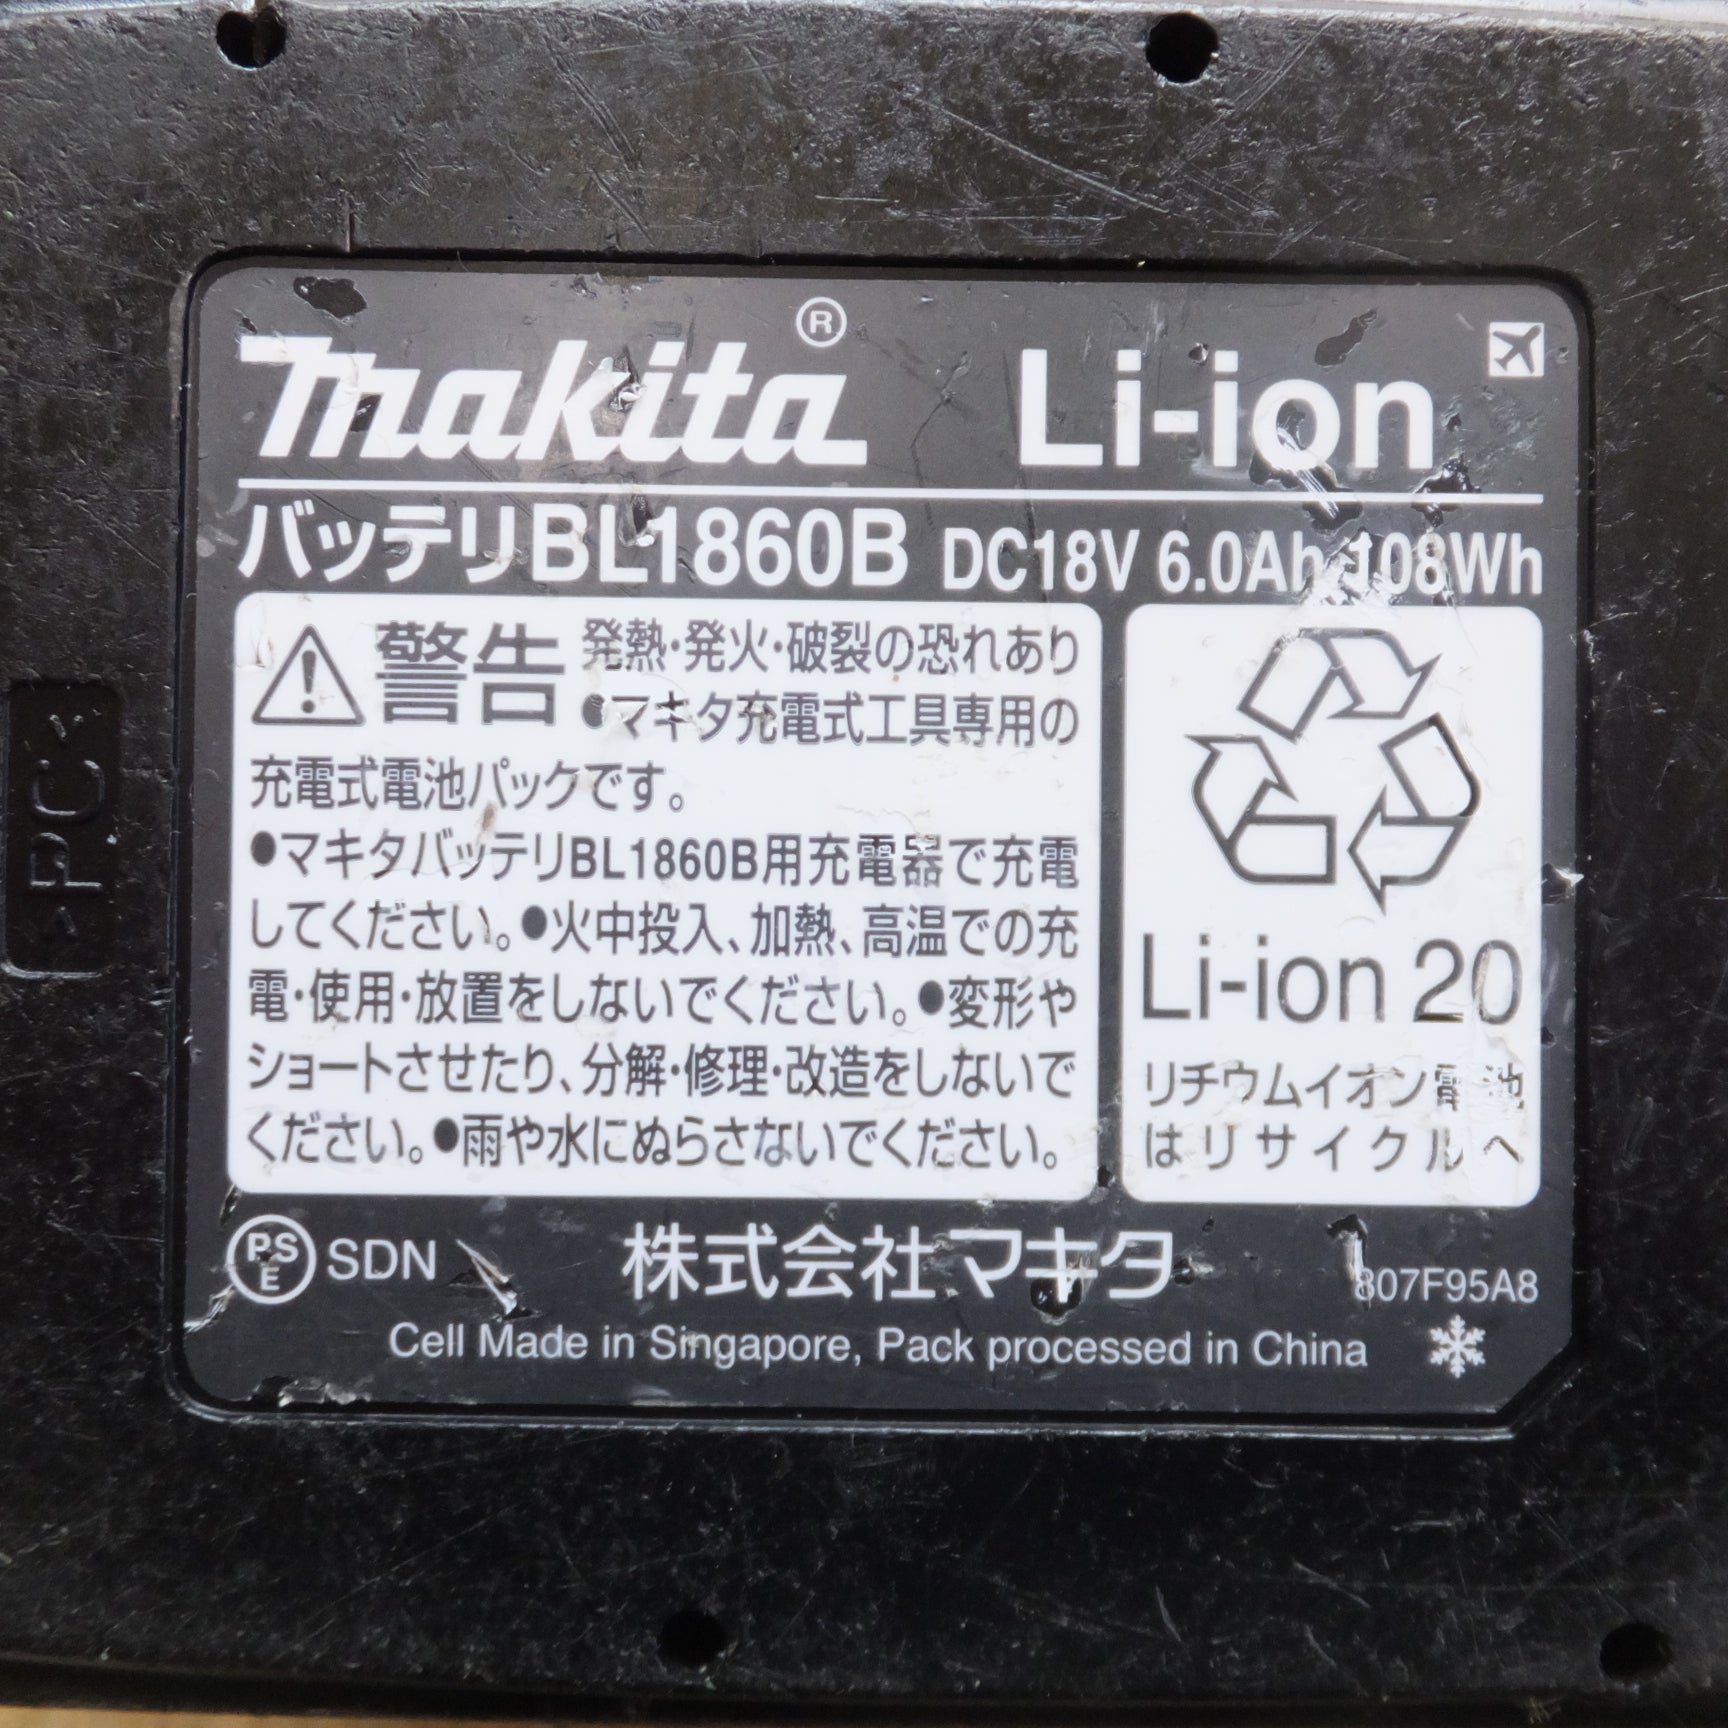 makita® Li-ion
バッテリBL1860B DC18V 6.0Ah 108Wh
警告 発熱・発火・破裂の恐れあり
●マキタ充電式工具専用の
充電式電池パックです。
●マキタバッテリBL1860B用充電器で充電
してください。●火中投入、加熱、高温での充
電・使用・放置をしないでください。●変形や
ショートさせたり、分解・修理・改造をしないで
ください。●雨や水にぬらさないでください。
Li-ion 20
リチウムイオン電池
はリサイクルへ
PSE SDN 株式会社マキタ 807F95A8
Cell Made in Singapore, Pack processed in China
>PC<